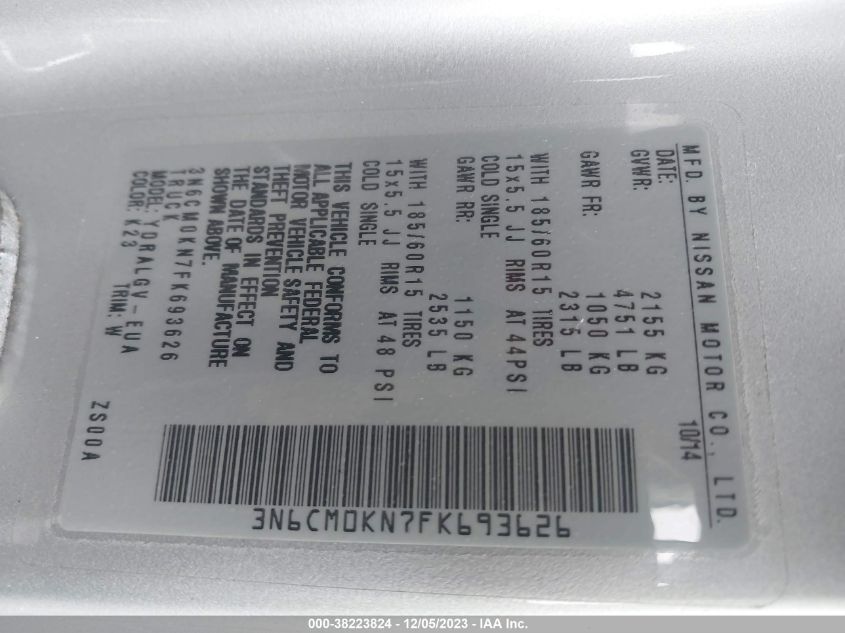 MFD. BY NISSAN MOTOR CO., LTD.
DATE: 10/14
GVWR: 2155 KG
4751 LB
GAWR FR: 1050 KG
2315 LB
WITH 185/60R15 TIRES
15x5.5 JJ RIMS AT 44PSI
COLD SINGLE
GAWR RR: 1150 KG
2535 LB
WITH 185/60R15 TIRES
15x5.5 JJ RIMS AT 48 PSI
COLD SINGLE
THIS VEHICLE CONFORMS TO
ALL APPLICABLE FEDERAL
MOTOR VEHICLE SAFETY AND
THEFT PREVENTION
STANDARDS IN EFFECT ON
THE DATE OF MANUFACTURE
SHOWN ABOVE.
3N6CM0KN7FK693626
TRUCK
MODEL: YDRALGV-EUA
COLOR: K23 TRIM: W
ZS00A
3N6CM0KN7FK693626
000-38223824 - 12/05/2023 - IAA Inc.